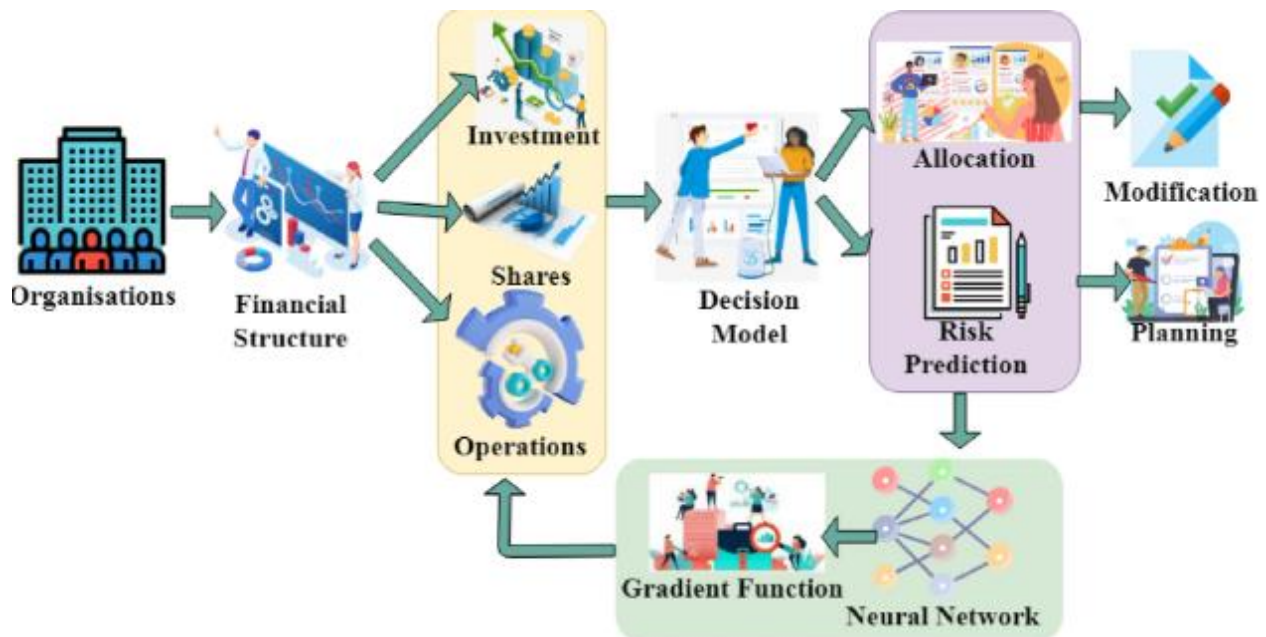 Investment
Allocation
Modification
Organisations
Financial
Structure
Shares
Decision
Model
Risk
Prediction
Planning
Operations
Gradient Function
Neural Network